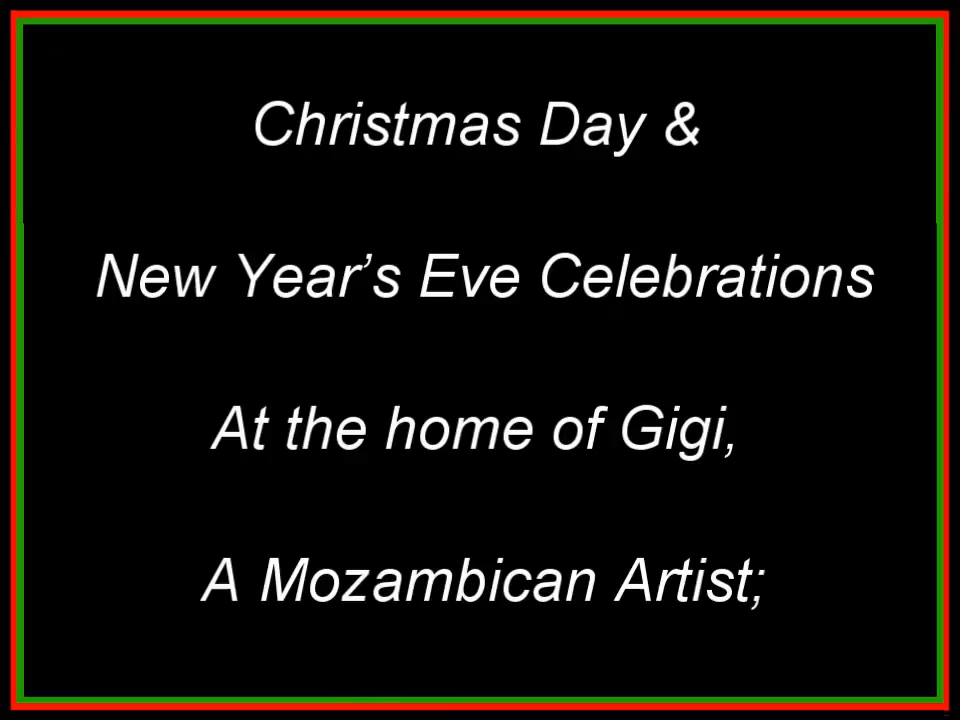 Christmas Day &
New Year’s Eve Celebrations
At the home of Gigi,
A Mozambican Artist;